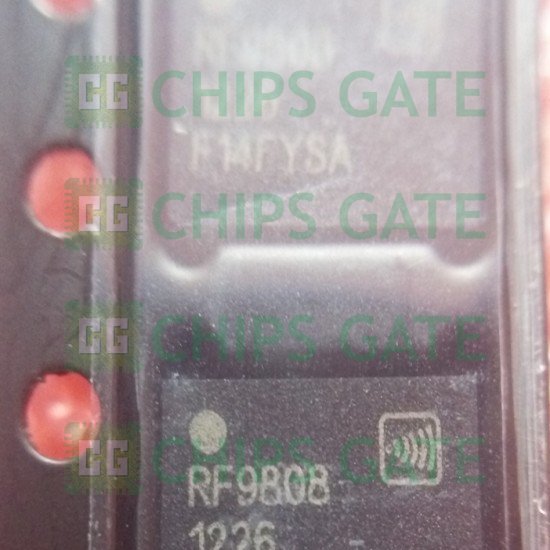 CHIPS GATE
F14FYSA
CHIPS GATE
CHIPS GATE
CHIPS GATE
RF9808
1226